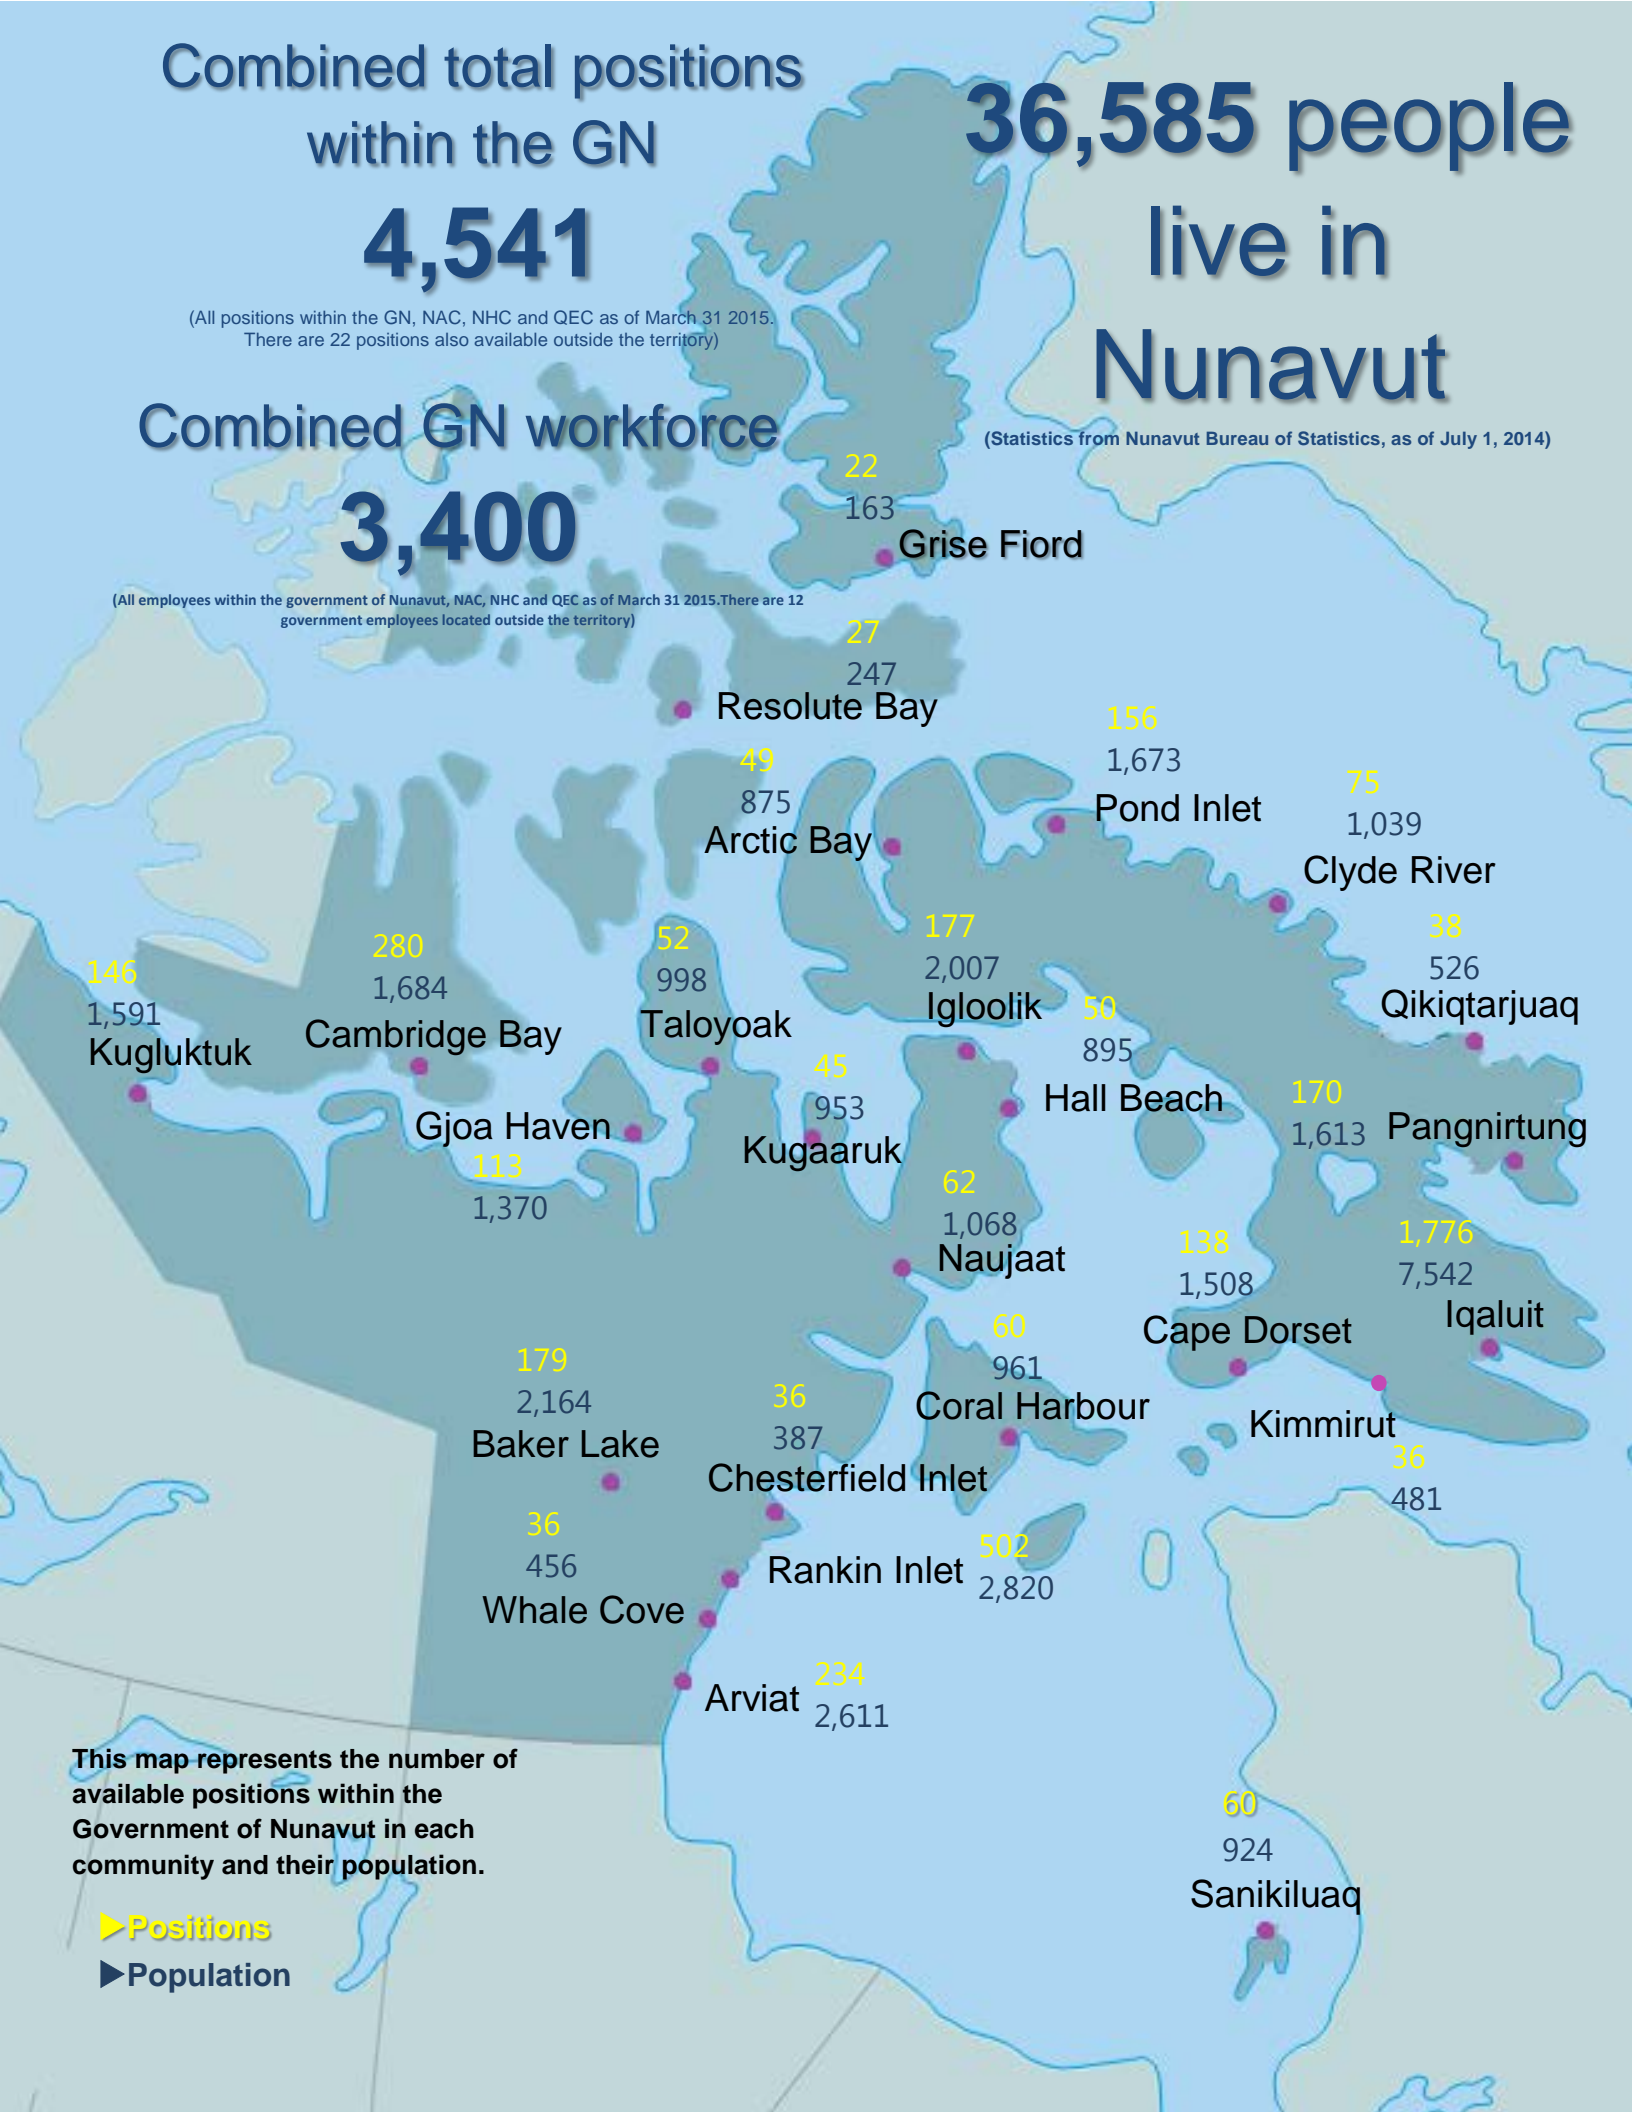 Combined total positions
within the GN
4,541
(All positions within the GN, NAC, NHC and QEC as of March 31 2015.
There are 22 positions also available outside the territory)
36,585 people
live in
Nunavut
(Statistics from Nunavut Bureau of Statistics, as of July 1, 2014)
Combined GN workforce
3,400
(All employees within the government of Nunavut, NAC, NHC and QEC as of March 31 2015.There are 12
government employees located outside the territory)
22
163
Grise Fiord
27
247
Resolute Bay
49
875
Arctic Bay
156
1,673
Pond Inlet
75
1,039
Clyde River
38
526
Qikiqtarjuaq
146
1,591
Kugluktuk
280
1,684
Cambridge Bay
52
998
Taloyoak
177
2,007
Igloolik
50
895
Hall Beach
45
953
Kugaaruk
Gjoa Haven
113
1,370
170
1,613
Pangnirtung
62
1,068
Naujaat
138
1,508
Cape Dorset
1,776
7,542
Iqaluit
60
961
Coral Harbour
Kimmirut
36
481
179
2,164
Baker Lake
36
387
Chesterfield Inlet
36
456
Whale Cove
Rankin Inlet
502
2,820
Arviat
234
2,611
This map represents the number of
available positions within the
Government of Nunavut in each
community and their population.
Positions
Population
60
924
Sanikiluaq